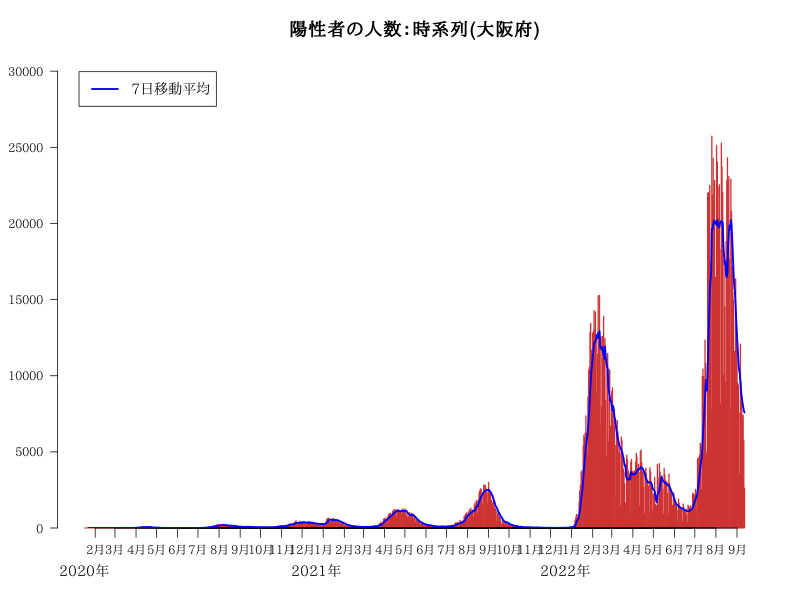 陽性者の人数:時系列(大阪府)
30000
7日移動平均
25000
20000
15000
10000
5000
0
2月 3月 4月 5月 6月 7月 8月 9月 10月 11月 12月 1月 2月 3月 4月 5月 6月 7月 8月 9月 10月 11月 12月 1月 2月 3月 4月 5月 6月 7月 8月 9月
2020年 2021年 2022年